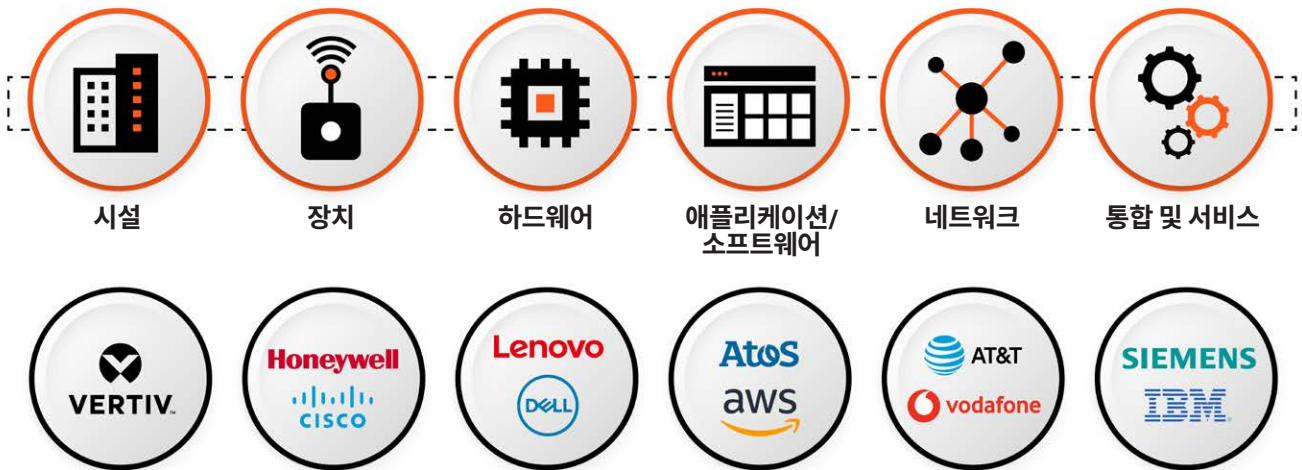 시설
장치
하드웨어
애플리케이션/
소프트웨어
네트워크
통합 및 서비스
VERTIV™
Honeywell
CISCO
Lenovo
DELL
Atos
aws
AT&T
vodafone
SIEMENS
IBM